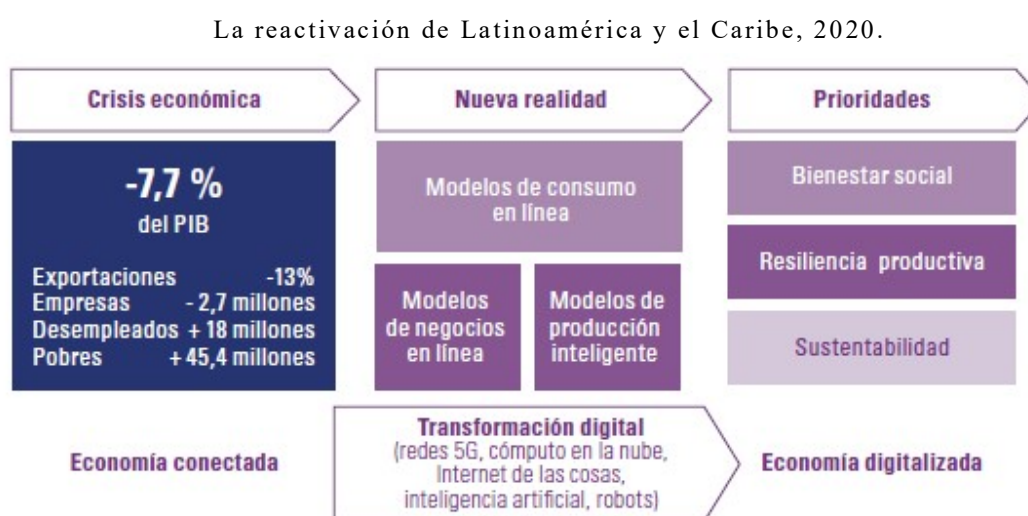 La reactivación de Latinoamérica y el Caribe, 2020.
Crisis económica
-7,7 %
del PIB
Exportaciones -13%
Empresas - 2,7 millones
Desempleados + 18 millones
Pobres + 45,4 millones
Economía conectada
Nueva realidad
Modelos de consumo
en línea
Modelos
de negocios
en línea
Modelos de
producción
inteligente
Transformación digital
(redes 5G, cómputo en la nube,
Internet de las cosas,
inteligencia artificial, robots)
Prioridades
Bienestar social
Resiliencia productiva
Sustentabilidad
Economía digitalizada